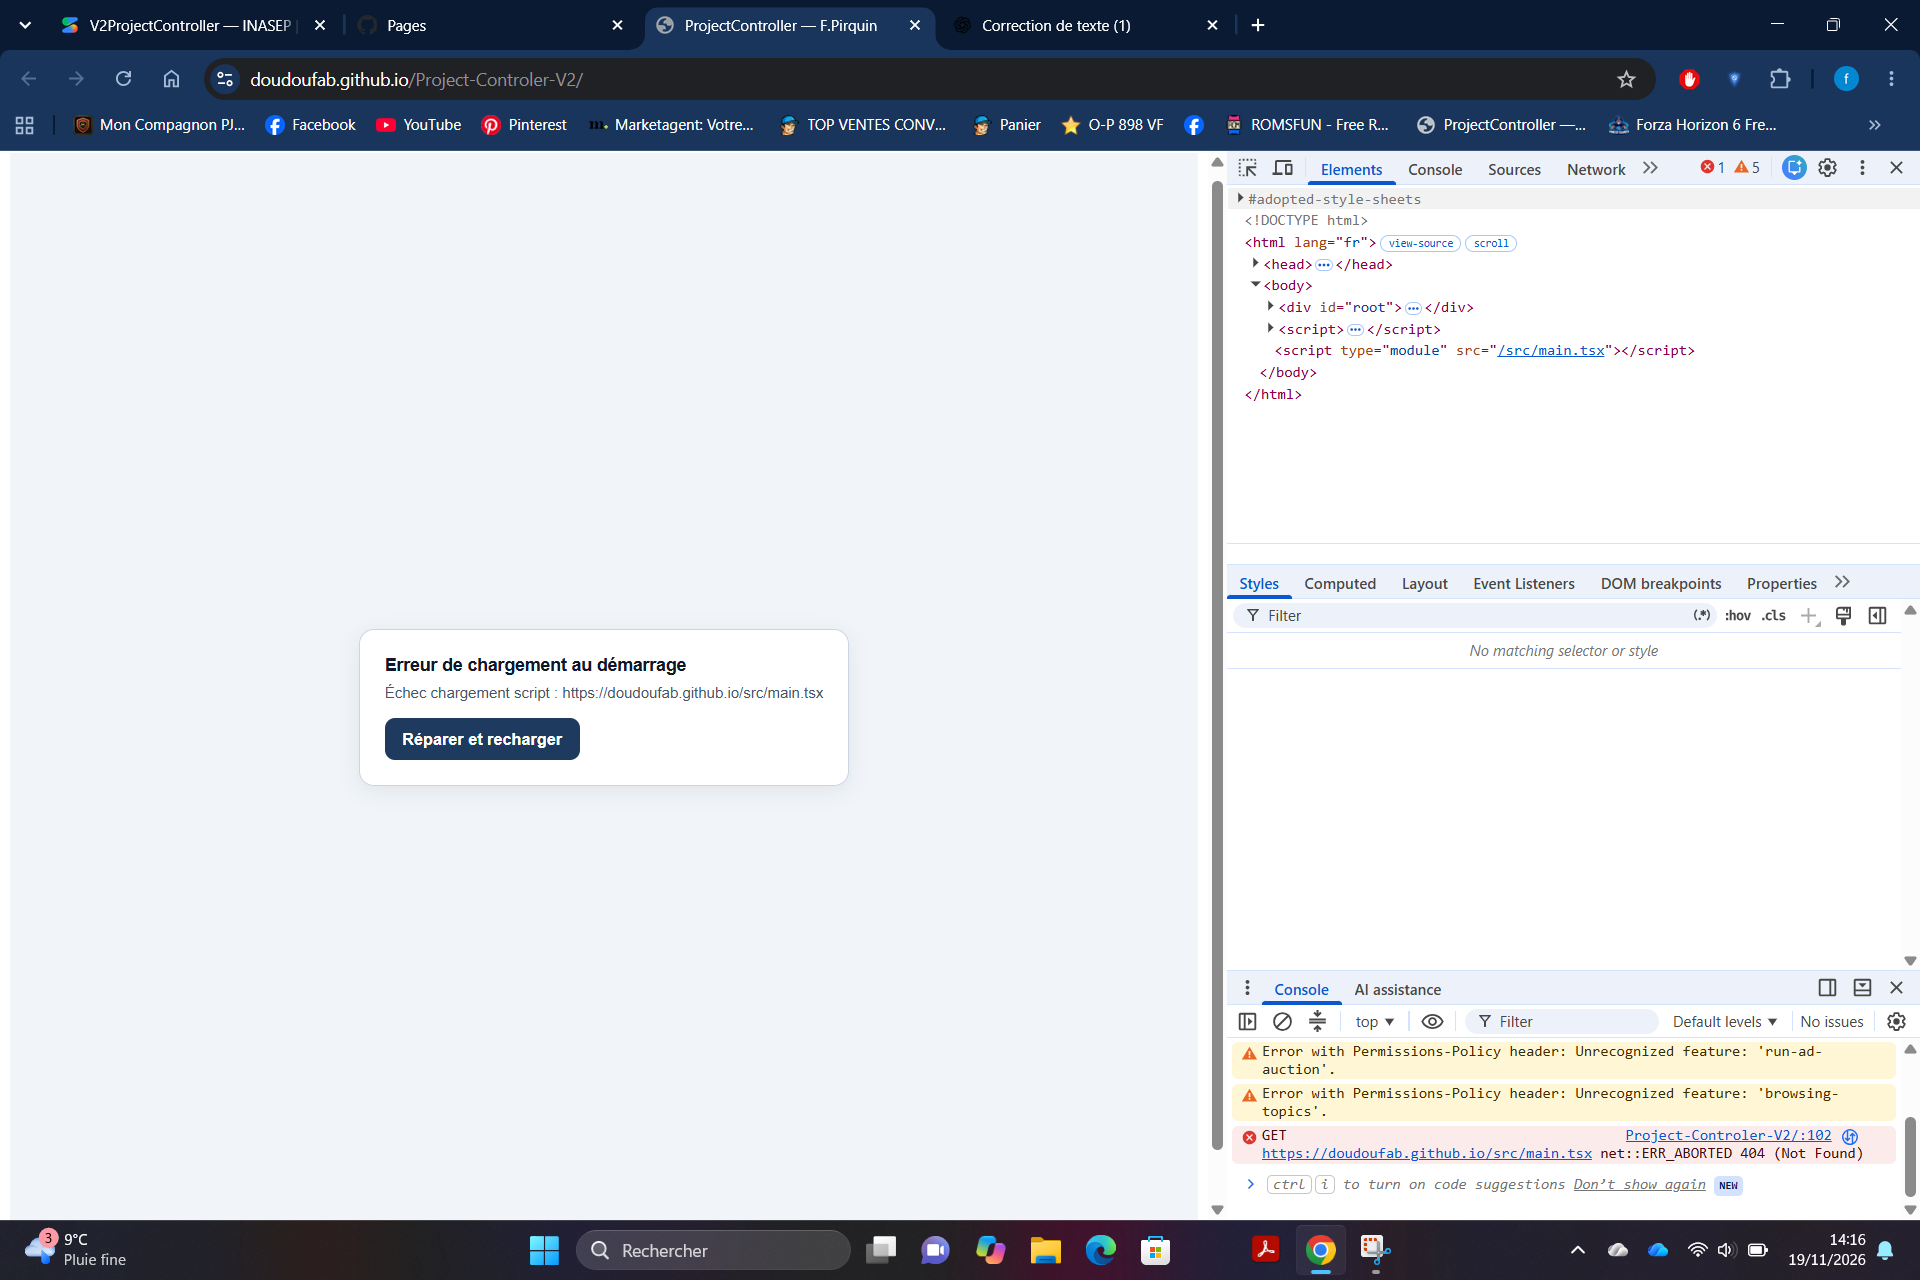 V2ProjectController — INASEP
Pages
ProjectController — F.Pirquin
Correction de texte (1)
doudoufab.github.io/Project-Controler-V2/
f
Mon Compagnon PJ...
Facebook
YouTube
Pinterest
m.
Marketagent: Votre...
TOP VENTES CONV...
Panier
O-P 898 VF
ROMSFUN - Free R...
ProjectController —...
Forza Horizon 6 Fre...
»
Erreur de chargement au démarrage
Échec chargement script : https://doudoufab.github.io/src/main.tsx
Réparer et recharger
Elements
Console
Sources
Network
1
5
#adopted-style-sheets
<!DOCTYPE html>
<html lang="fr"> view-source scroll
<head> ··· </head>
<body>
<div id="root"> ··· </div>
<script> ··· </script>
<script type="module" src="/src/main.tsx"></script>
</body>
</html>
Styles
Computed
Layout
Event Listeners
DOM breakpoints
Properties
Filter
(.*) :hov .cls
No matching selector or style
Console
AI assistance
top
Filter
Default levels
No issues
Error with Permissions-Policy header: Unrecognized feature: 'run-ad-
auction'.
Error with Permissions-Policy header: Unrecognized feature: 'browsing-
topics'.
GET Project-Controler-V2/:102
https://doudoufab.github.io/src/main.tsx net::ERR_ABORTED 404 (Not Found)
ctrl i to turn on code suggestions Don't show again NEW
3
9°C
Pluie fine
Rechercher
14:16
19/11/2026